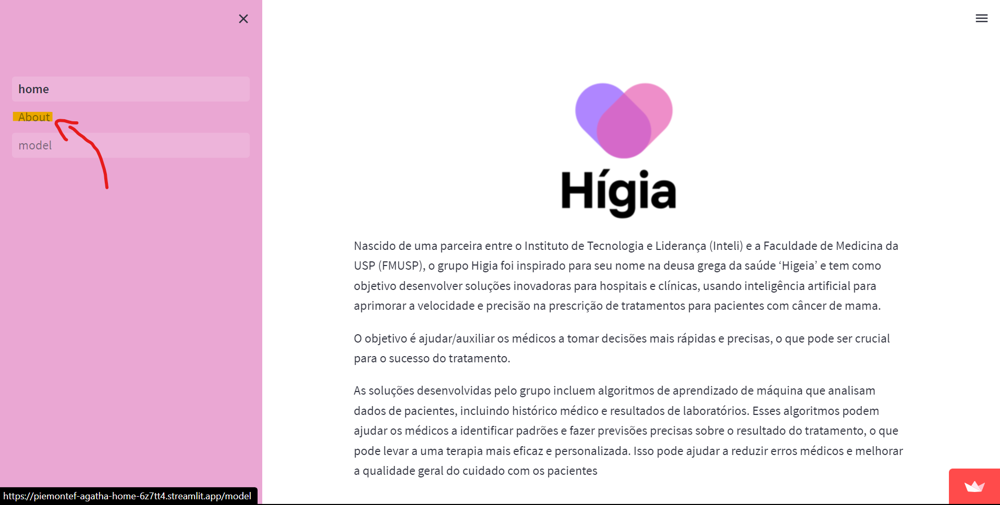 home
About
model
Hígia
Nascido de uma parceira entre o Instituto de Tecnologia e Liderança (Inteli) e a Faculdade de Medicina da
USP (FMUSP), o grupo Higia foi inspirado para seu nome na deusa grega da saúde ‘Higeia’ e tem como
objetivo desenvolver soluções inovadoras para hospitais e clínicas, usando inteligência artificial para
aprimorar a velocidade e precisão na prescrição de tratamentos para pacientes com câncer de mama.
O objetivo é ajudar/auxiliar os médicos a tomar decisões mais rápidas e precisas, o que pode ser crucial
para o sucesso do tratamento.
As soluções desenvolvidas pelo grupo incluem algoritmos de aprendizado de máquina que analisam
dados de pacientes, incluindo histórico médico e resultados de laboratórios. Esses algoritmos podem
ajudar os médicos a identificar padrões e fazer previsões precisas sobre o resultado do tratamento, o que
pode levar a uma terapia mais eficaz e personalizada. Isso pode ajudar a reduzir erros médicos e melhorar
a qualidade geral do cuidado com os pacientes
https://piemontef-agatha-home-6z7tt4.streamlit.app/model